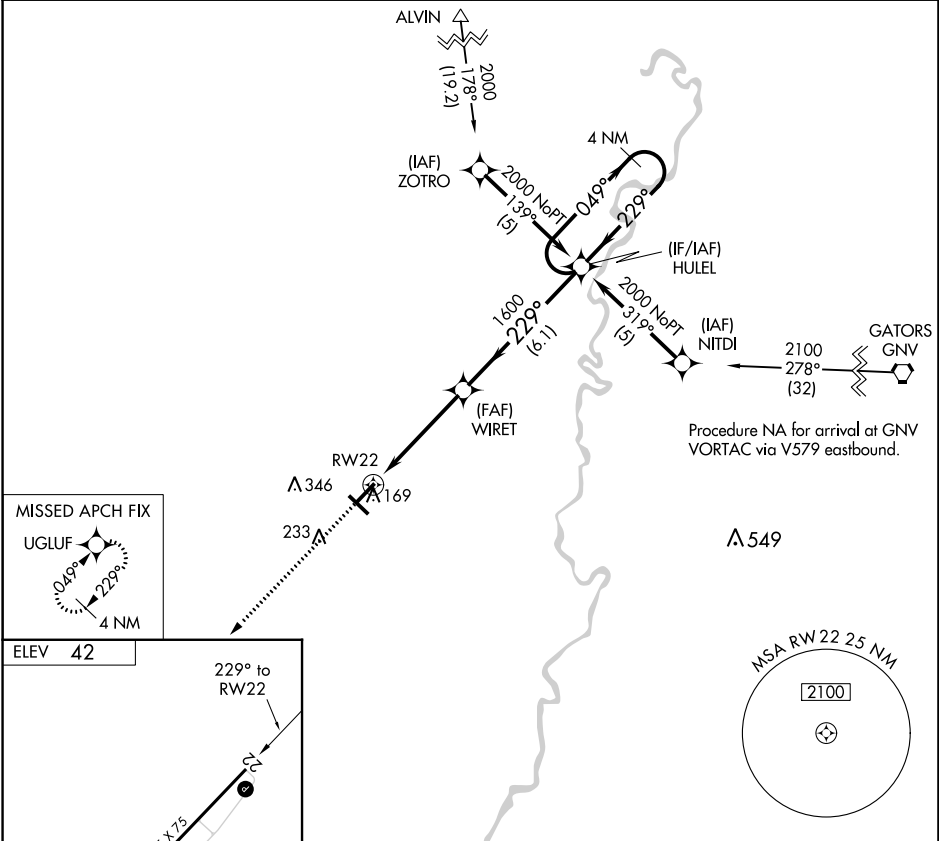 ALVIN
2000
178°
(19.2)
4 NM
(IAF)
ZOTRO
2000 NoPT
139°
(5)
049°
229°
(IF/IAF)
HULEL
2000 NoPT
319°
(5)
(IAF)
NITDI
GATORS
GNV
2100
278°
(32)
1600
229°
(6.1)
(FAF)
WIRET
Procedure NA for arrival at GNV
VORTAC via V579 eastbound.
RW22
346
169
233
549
MISSED APCH FIX
UGLUF
049°
229°
4 NM
ELEV 42
229° to
RW22
22
P
X 75
MSA RW 22 25 NM
2100